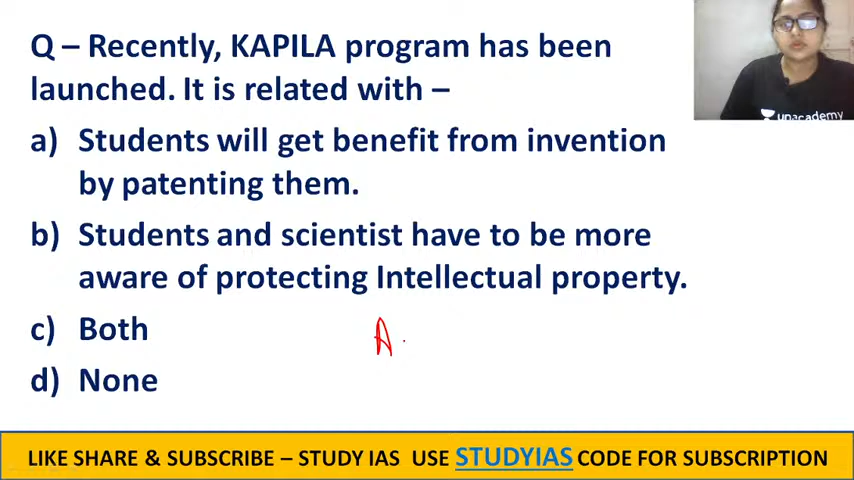 Q – Recently, KAPILA program has been
launched. It is related with –
a) Students will get benefit from invention
by patenting them.
b) Students and scientist have to be more
aware of protecting Intellectual property.
c) Both
d) None
A
unacademy
LIKE SHARE & SUBSCRIBE – STUDY IAS USE STUDYIAS CODE FOR SUBSCRIPTION